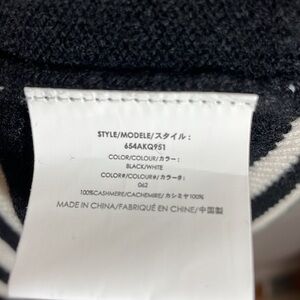 STYLE/MODELE/スタイル:
654AKQ951
COLOR/COLOUR/カラー:
BLACK/WHITE
COLOR#/COLOUR#/カラー#:
062
100%CASHMERE/CACHEMIRE/カシミヤ100%
MADE IN CHINA/FABRIQUÉ EN CHINE/中国製